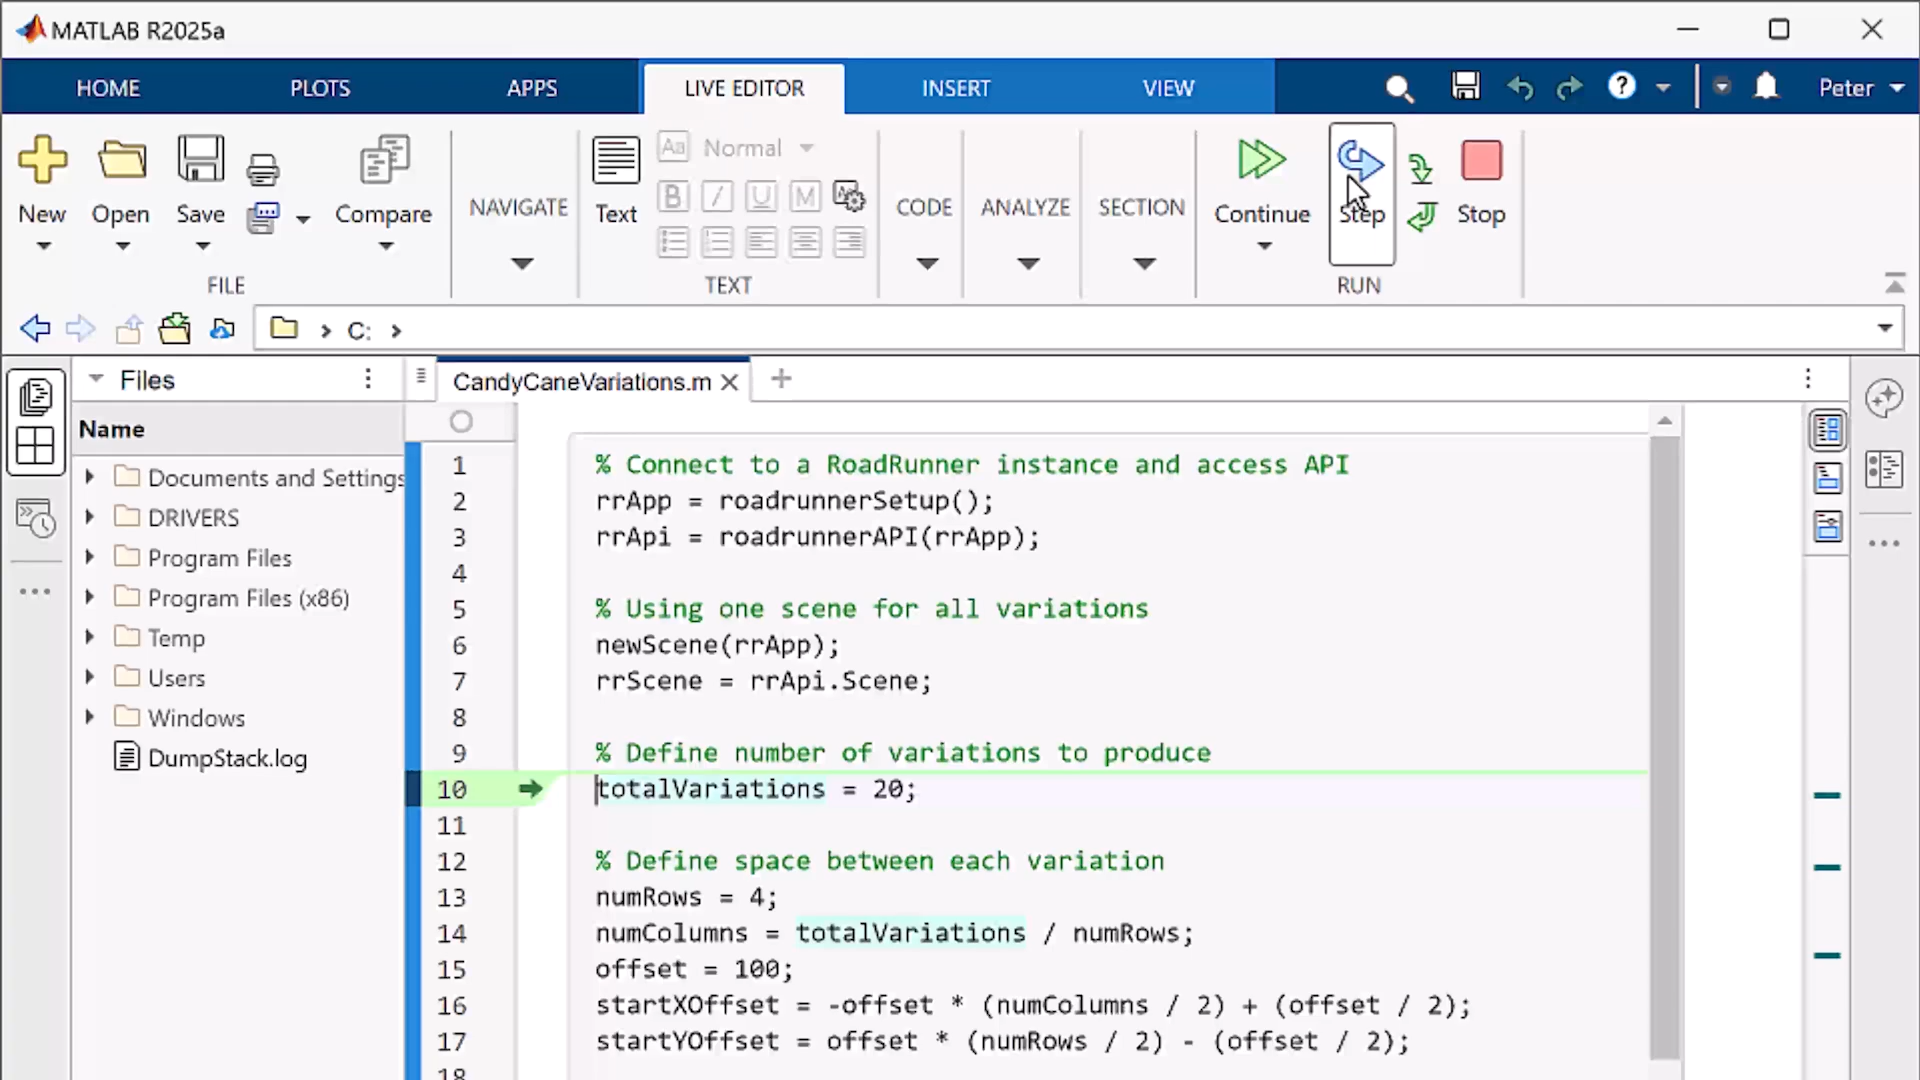 MATLAB R2025a
HOME PLOTS APPS LIVE EDITOR INSERT VIEW ? Peter
Aa Normal
B I U M
New Open Save Compare NAVIGATE Text CODE ANALYZE SECTION Continue Step Stop
FILE TEXT RUN
> C: >
Files CandyCaneVariations.m
Name
Documents and Settings
DRIVERS
Program Files
Program Files (x86)
Temp
Users
Windows
DumpStack.log
1 % Connect to a RoadRunner instance and access API
2 rrApp = roadrunnerSetup();
3 rrApi = roadrunnerAPI(rrApp);
4
5 % Using one scene for all variations
6 newScene(rrApp);
7 rrScene = rrApi.Scene;
8
9 % Define number of variations to produce
10 totalVariations = 20;
11
12 % Define space between each variation
13 numRows = 4;
14 numColumns = totalVariations / numRows;
15 offset = 100;
16 startXOffset = -offset * (numColumns / 2) + (offset / 2);
17 startYOffset = offset * (numRows / 2) - (offset / 2);
18